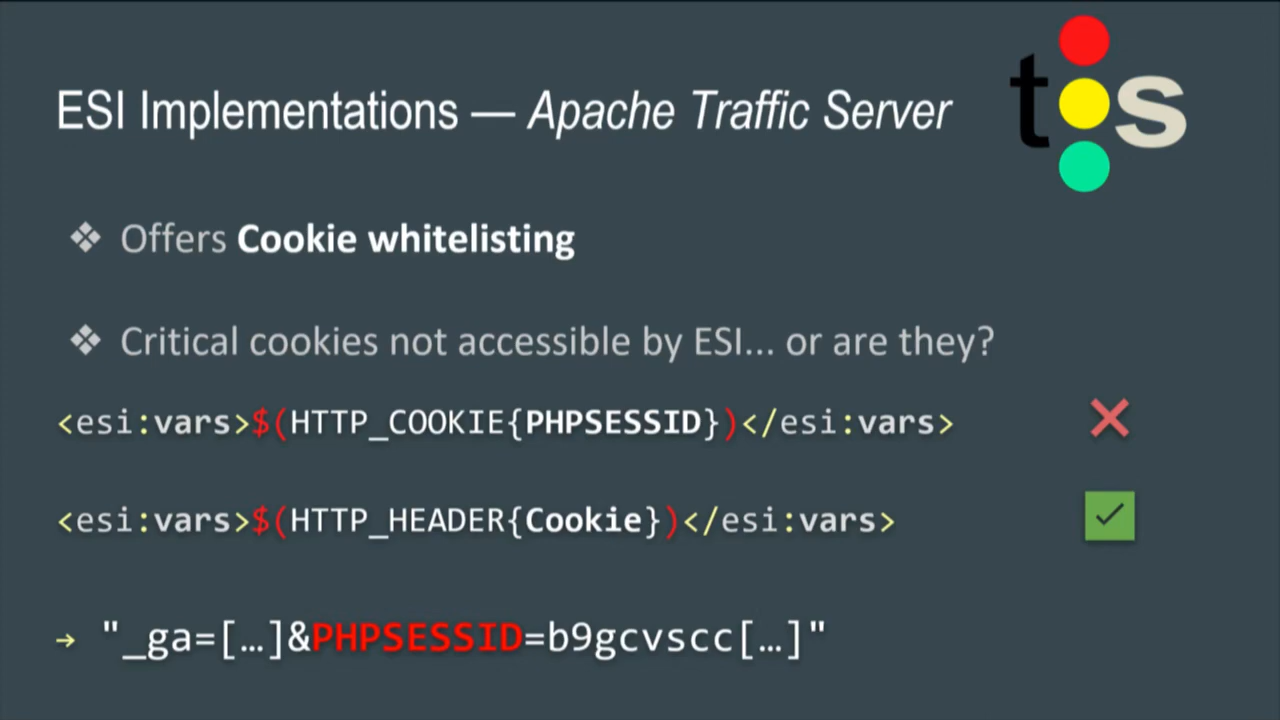 ESI Implementations — Apache Traffic Server
ts
❖ Offers Cookie whitelisting
❖ Critical cookies not accessible by ESI... or are they?
<esi:vars>$(HTTP_COOKIE{PHPSESSID})</esi:vars>
<esi:vars>$(HTTP_HEADER{Cookie})</esi:vars>
→ "_ga=[…]&PHPSESSID=b9gcvscc[…]"